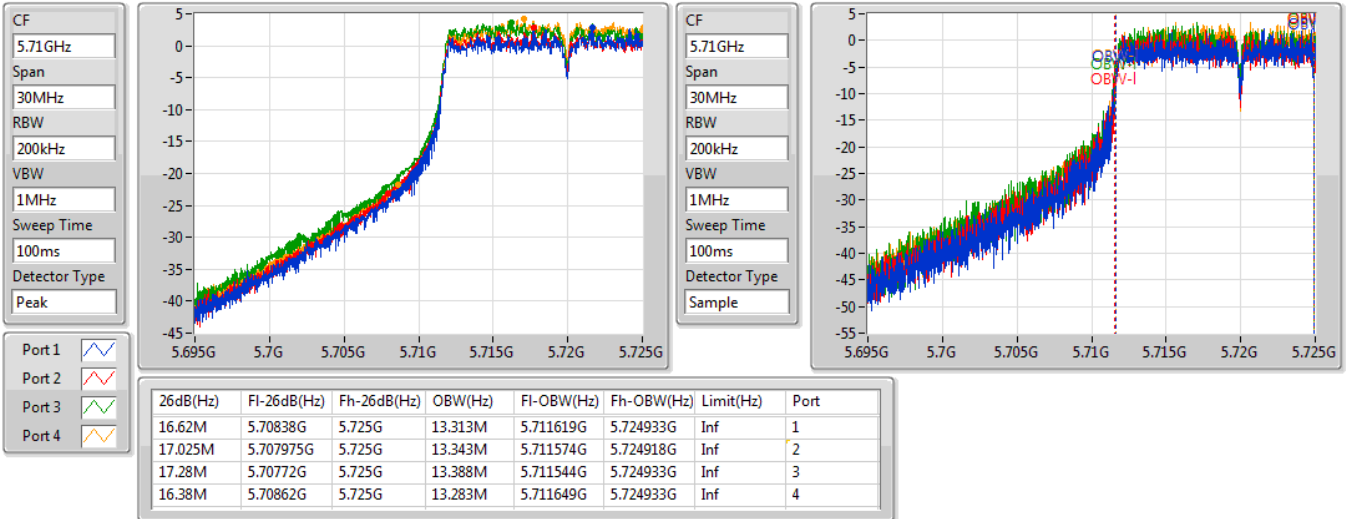 CF
5.71GHz
Span
30MHz
RBW
200kHz
VBW
1MHz
Sweep Time
100ms
Detector Type
Peak
5
0
-5
-10
-15
-20
-25
-30
-35
-40
-45
5.695G 5.7G 5.705G 5.71G 5.715G 5.72G 5.725G
CF
5.71GHz
Span
30MHz
RBW
200kHz
VBW
1MHz
Sweep Time
100ms
Detector Type
Sample
5
0
-5
-10
-15
-20
-25
-30
-35
-40
-45
-50
-55
5.695G 5.7G 5.705G 5.71G 5.715G 5.72G 5.725G
OBW-l
Port 1
Port 2
Port 3
Port 4
26dB(Hz) Fl-26dB(Hz) Fh-26dB(Hz) OBW(Hz) Fl-OBW(Hz) Fh-OBW(Hz) Limit(Hz) Port
16.62M 5.70838G 5.725G 13.313M 5.711619G 5.724933G Inf 1
17.025M 5.707975G 5.725G 13.343M 5.711574G 5.724918G Inf 2
17.28M 5.70772G 5.725G 13.388M 5.711544G 5.724933G Inf 3
16.38M 5.70862G 5.725G 13.283M 5.711649G 5.724933G Inf 4